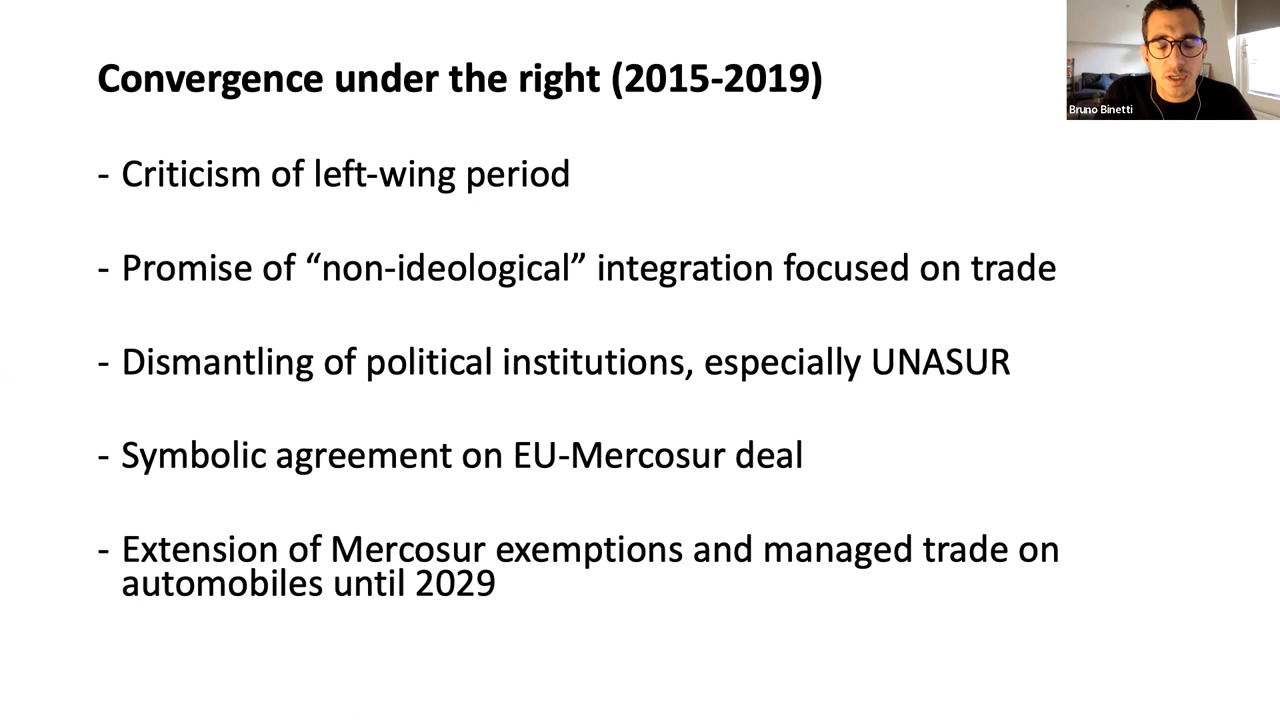 Convergence under the right (2015-2019)
Bruno Binetti
- Criticism of left-wing period
- Promise of “non-ideological” integration focused on trade
- Dismantling of political institutions, especially UNASUR
- Symbolic agreement on EU-Mercosur deal
- Extension of Mercosur exemptions and managed trade on
automobiles until 2029